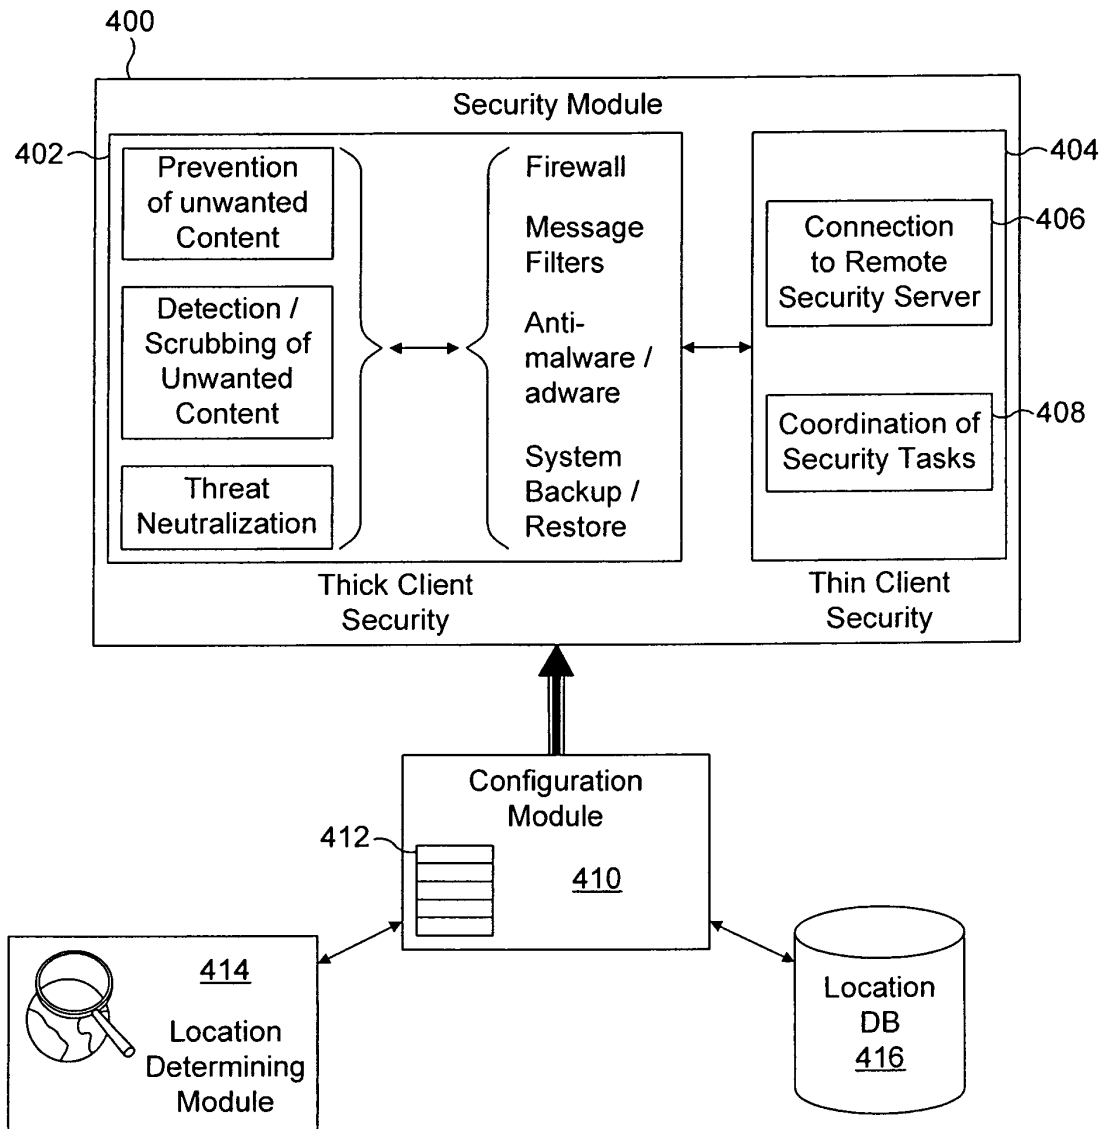 400
Security Module
402
Prevention
of unwanted
Content
Detection /
Scrubbing of
Unwanted
Content
Threat
Neutralization
Firewall
Message
Filters
Anti-
malware /
adware
System
Backup /
Restore
Thick Client
Security
404
406
Connection
to Remote
Security Server
408
Coordination of
Security Tasks
Thin Client
Security
Configuration
Module
412
410
414
Location
Determining
Module
Location
DB
416